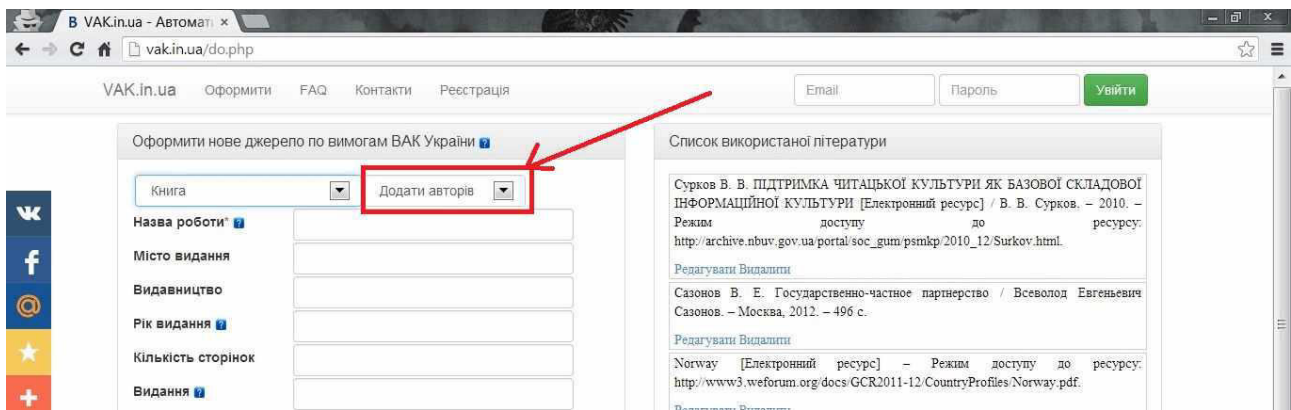 B VAK.in.ua - Автомат
vak.in.ua/do.php
VAK.in.ua Оформити FAQ Контакти Реєстрація Email Пароль Увійти
Оформити нове джерело по вимогам ВАК України ?
Книга Додати авторів
Назва роботи* ?
Місто видання
Видавництво
Рік видання ?
Кількість сторінок
Видання ?
Список використаної літератури
Сурков В. В. ПІДТРИМКА ЧИТАЦЬКОЇ КУЛЬТУРИ ЯК БАЗОВОЇ СКЛАДОВОЇ
ІНФОРМАЦІЙНОЇ КУЛЬТУРИ [Електронний ресурс] / В. В. Сурков. – 2010. –
Режим доступу до ресурсу:
http://archive.nbuv.gov.ua/portal/soc_gum/psmkp/2010_12/Surkov.html.
Редагувати Видалити
Сазонов В. Е. Государственно-частное партнерство / Всеволод Евгеньевич
Сазонов. – Москва, 2012. – 496 с.
Редагувати Видалити
Norway [Електронний ресурс] – Режим доступу до ресурсу:
http://www3.weforum.org/docs/GCR2011-12/CountryProfiles/Norway.pdf.
Редагувати Видалити